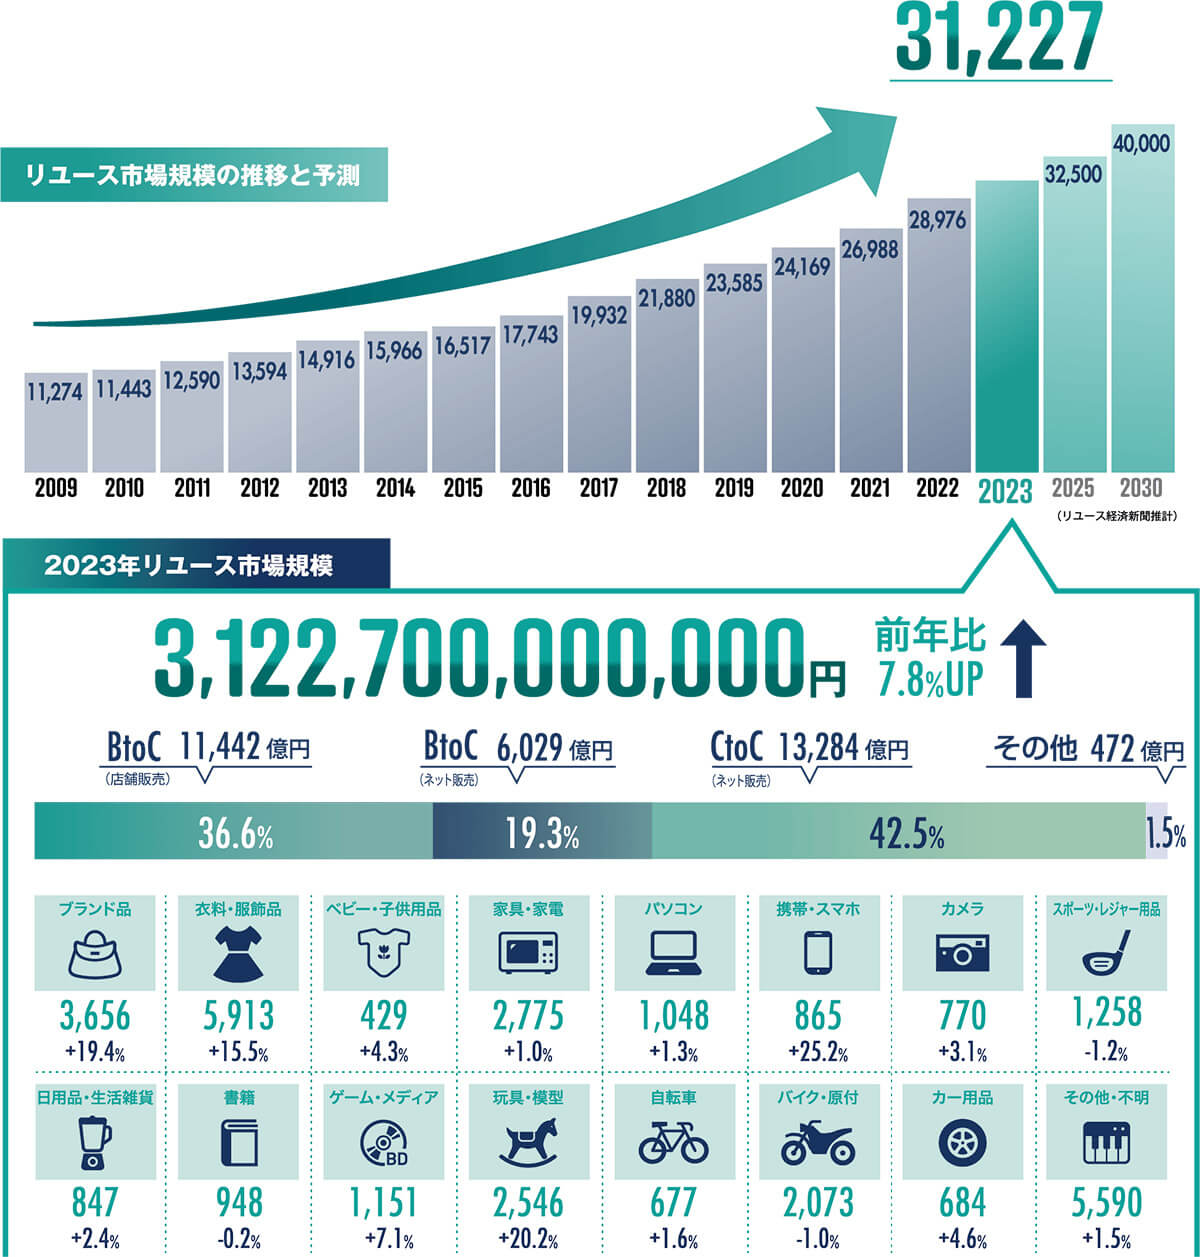 31,227
リユース市場規模の推移と予測
11,274
11,443
12,590
13,594
14,916
15,966
16,517
17,743
19,932
21,880
23,585
24,169
26,988
28,976
32,500
40,000
2009 2010 2011 2012 2013 2014 2015 2016 2017 2018 2019 2020 2021 2022 2023 2025 2030
(リユース経済新聞推計)
2023年リユース市場規模
3,122,700,000,000円
前年比
7.8%UP
BtoC 11,442億円
(店舗販売)
BtoC 6,029億円
(ネット販売)
CtoC 13,284億円
(ネット販売)
その他 472億円
36.6% 19.3% 42.5% 1.5%
ブランド品 衣料・服飾品 ベビー・子供用品 家具・家電 パソコン 携帯・スマホ カメラ スポーツ・レジャー用品
3,656 5,913 429 2,775 1,048 865 770 1,258
+19.4% +15.5% +4.3% +1.0% +1.3% +25.2% +3.1% -1.2%
日用品・生活雑貨 書籍 ゲーム・メディア 玩具・模型 自転車 バイク・原付 カー用品 その他・不明
BD
847 948 1,151 2,546 677 2,073 684 5,590
+2.4% -0.2% +7.1% +20.2% +1.6% -1.0% +4.6% +1.5%